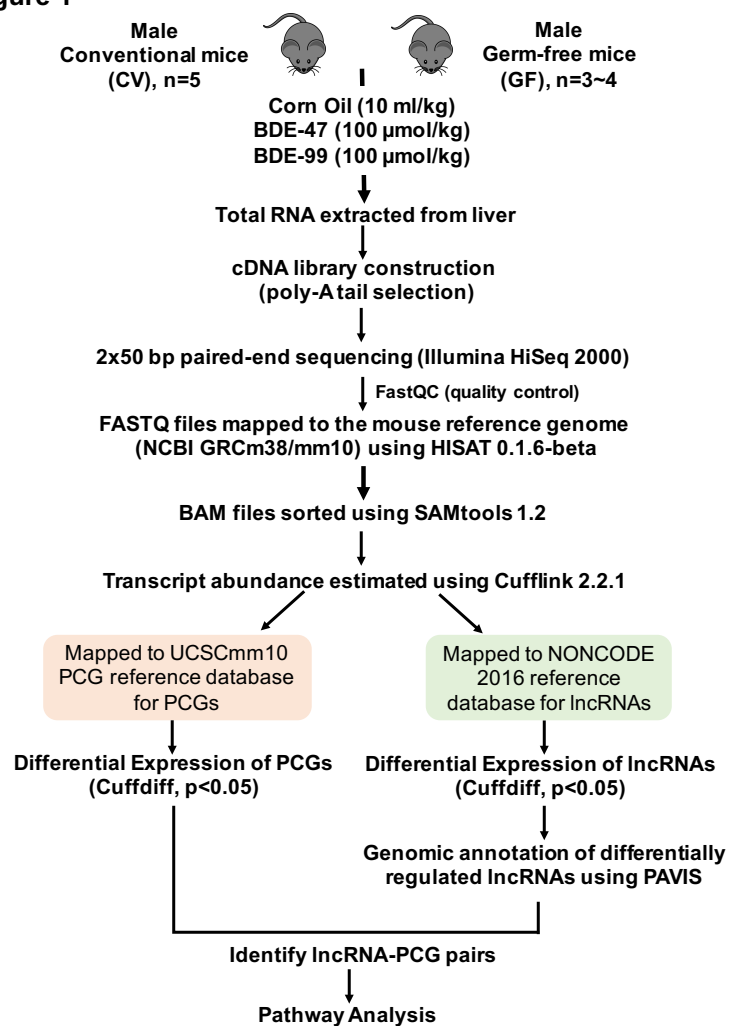 Male
Conventional mice
(CV), n=5
Male
Germ-free mice
(GF), n=3~4
Corn Oil (10 ml/kg)
BDE-47 (100 µmol/kg)
BDE-99 (100 µmol/kg)
Total RNA extracted from liver
cDNA library construction
(poly-A tail selection)
2x50 bp paired-end sequencing (Illumina HiSeq 2000)
FastQC (quality control)
FASTQ files mapped to the mouse reference genome
(NCBI GRCm38/mm10) using HISAT 0.1.6-beta
BAM files sorted using SAMtools 1.2
Transcript abundance estimated using Cufflink 2.2.1
Mapped to UCSCmm10
PCG reference database
for PCGs
Mapped to NONCODE
2016 reference
database for lncRNAs
Differential Expression of PCGs
(Cuffdiff, p<0.05)
Differential Expression of lncRNAs
(Cuffdiff, p<0.05)
Genomic annotation of differentially
regulated lncRNAs using PAVIS
Identify lncRNA-PCG pairs
Pathway Analysis